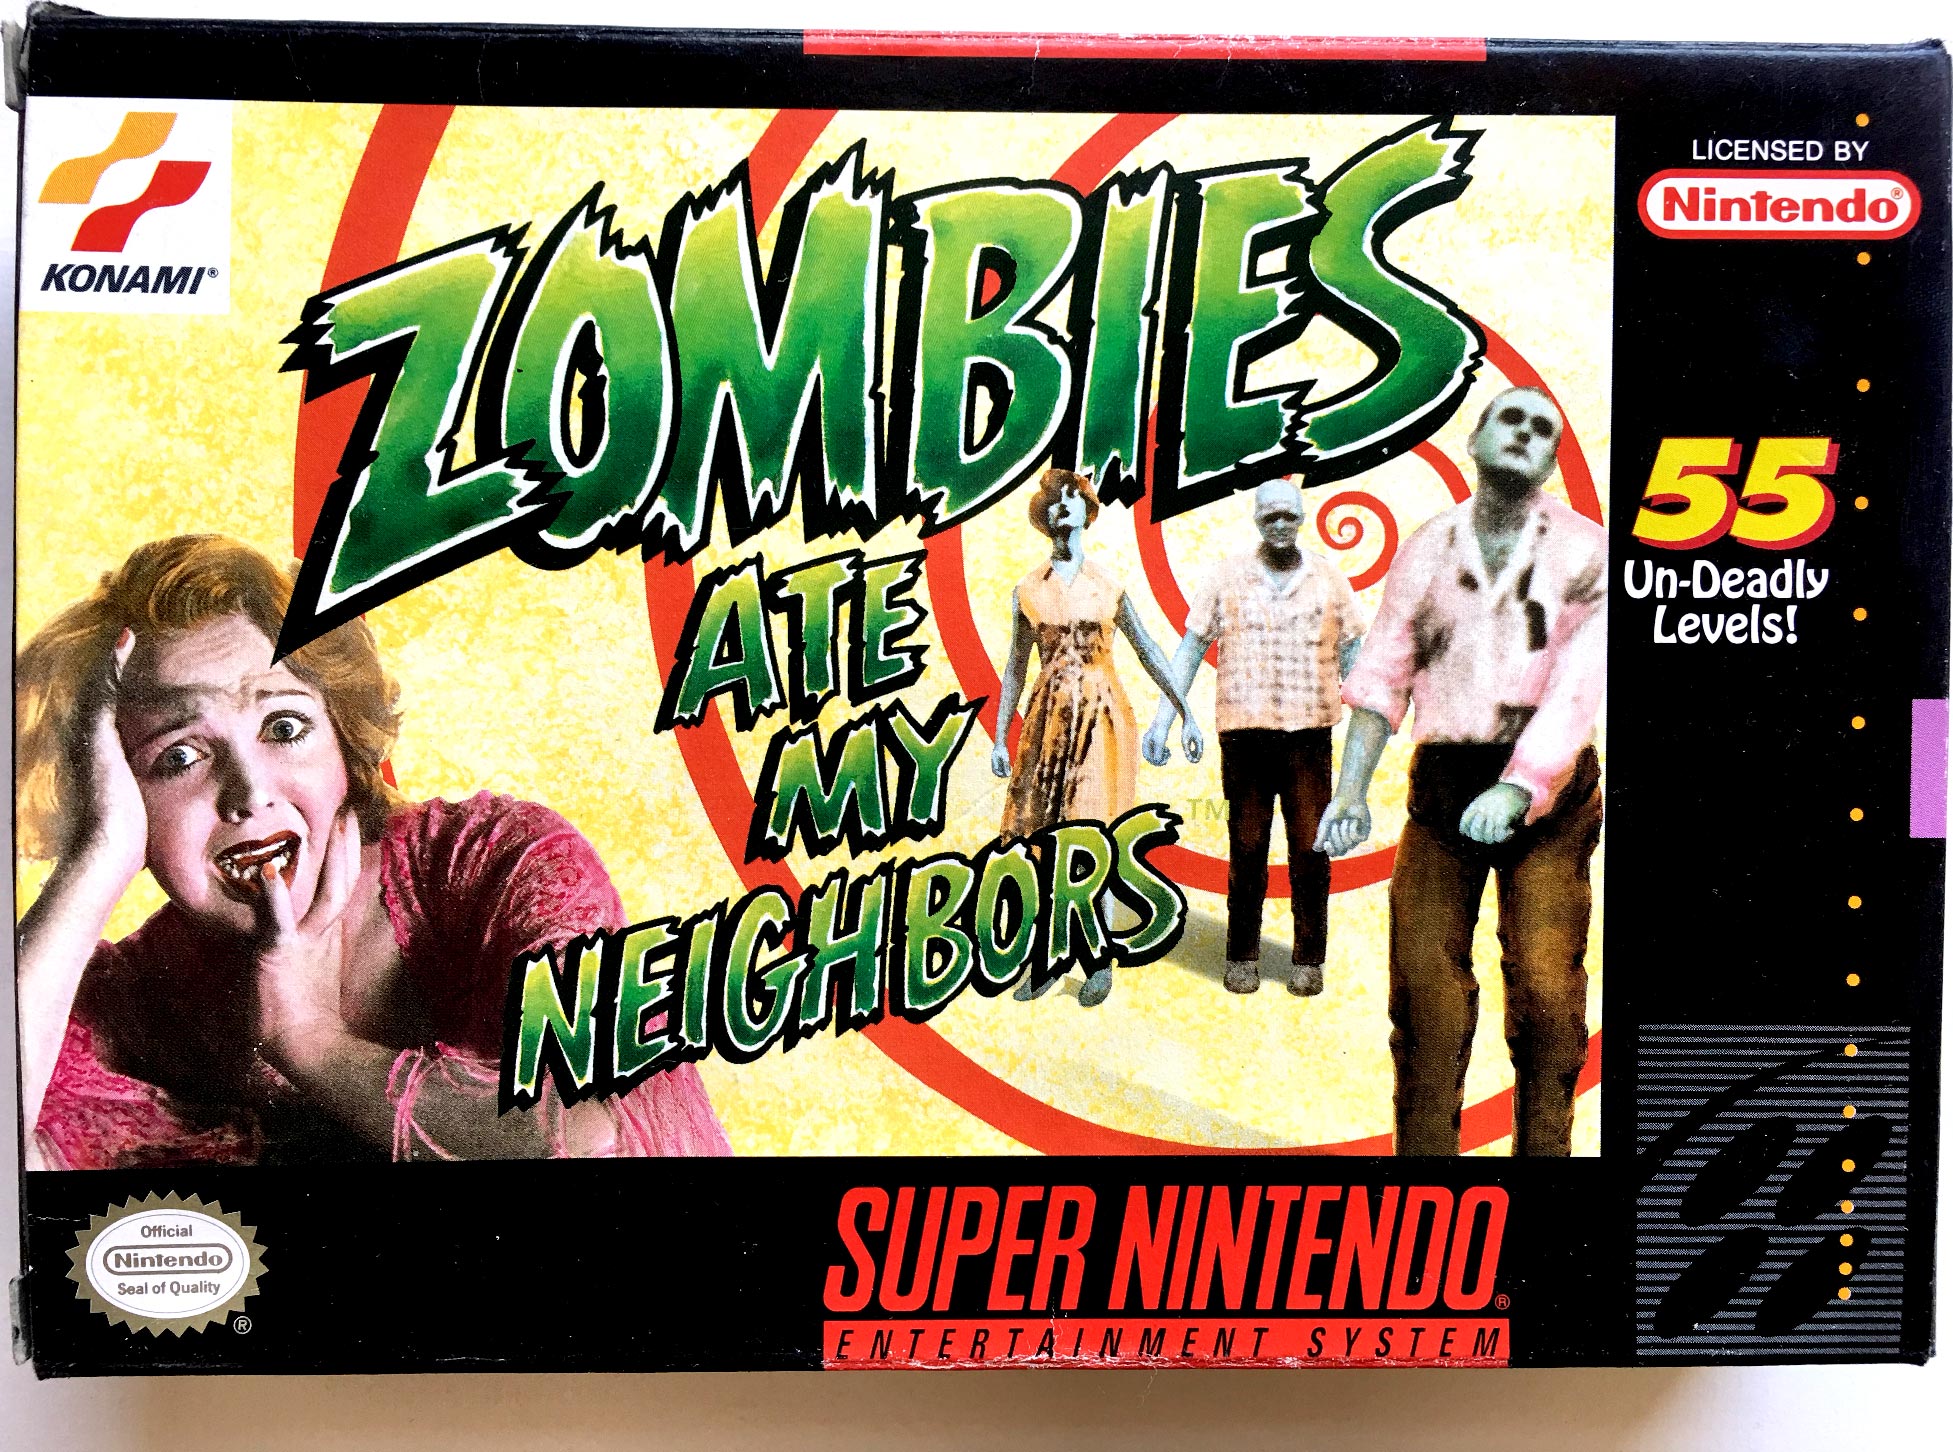 KONAMI®
ZOMBIES
ATE
MY
NEIGHBORS
TM
LICENSED BY
Nintendo®
55
Un-Deadly
Levels!
Official
Nintendo
Seal of Quality
®
SUPER NINTENDO®
ENTERTAINMENT SYSTEM